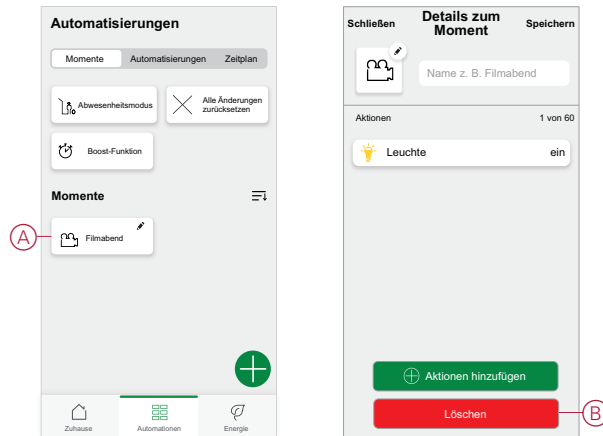 Automatisierungen
Momente Automatisierungen Zeitplan
Abwesenheitsmodus
Alle Änderungen
zurücksetzen
Boost-Funktion
Momente
A
Filmabend
Zuhause Automationen Energie
Schließen
Details zum
Moment
Speichern
Name z. B. Filmabend
Aktionen 1 von 60
Leuchte ein
Aktionen hinzufügen
Löschen
B